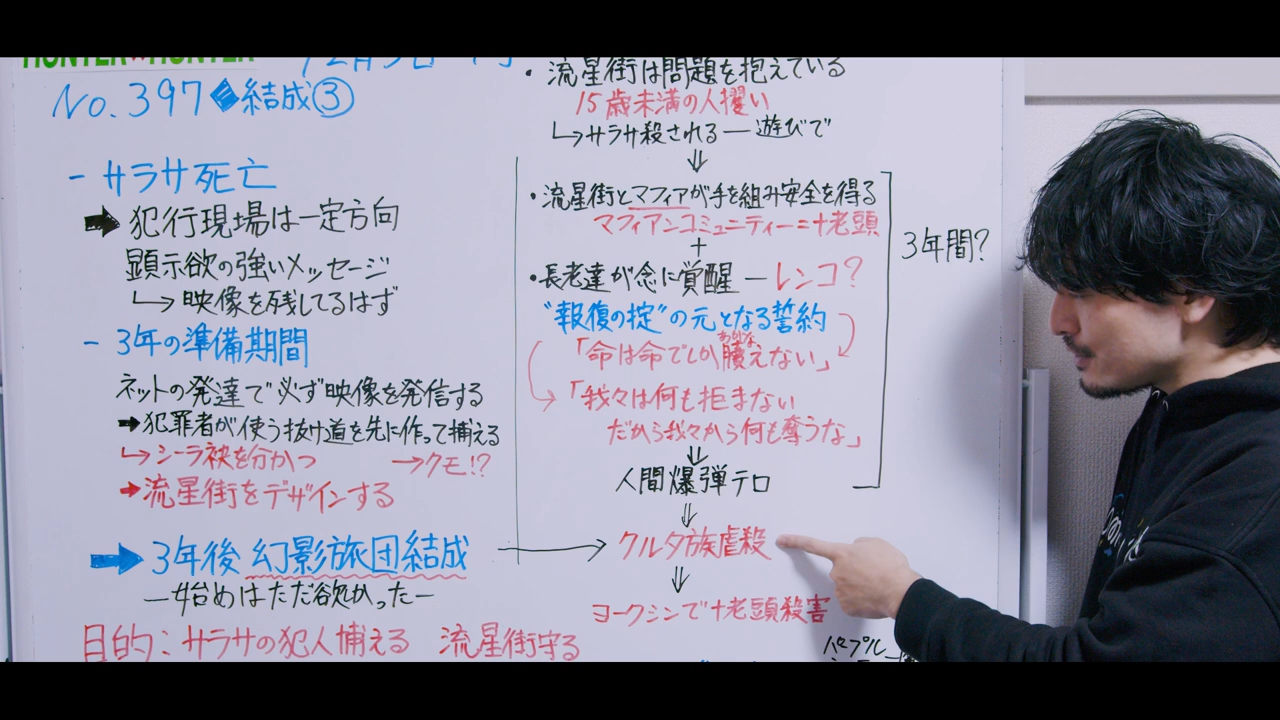 HUNTER×HUNTER
No.397◆結成③
- サラサ死亡
➡犯行現場は一定方向
顕示欲の強いメッセージ
↳映像を残してるはず
- 3年の準備期間
ネットの発達で必ず映像を発信する
➡犯罪者が使う抜け道を先に作って捕える
↳シーラ袂を分かつ →クモ!?
➡流星街をデザインする
➡3年後 幻影旅団結成
―始めはただ欲かった―
目的:サラサの犯人捕える 流星街守る
・流星街は問題を抱えている
15歳未満の人攫い
↳サラサ殺される―遊びで
⇓
・流星街とマフィアが手を組み安全を得る
マフィアンコミュニティー=十老頭
+
・長老達が念に覚醒―レンコ?
"報復の掟"の元となる誓約
あがな
「命は命でしか贖えない」
「我々は何も拒まない
だから我々から何も奪うな」
⇓
人間爆弾テロ
⇓
クルタ族虐殺
⇓
ヨークシンで十老頭殺害
3年間?
パープル